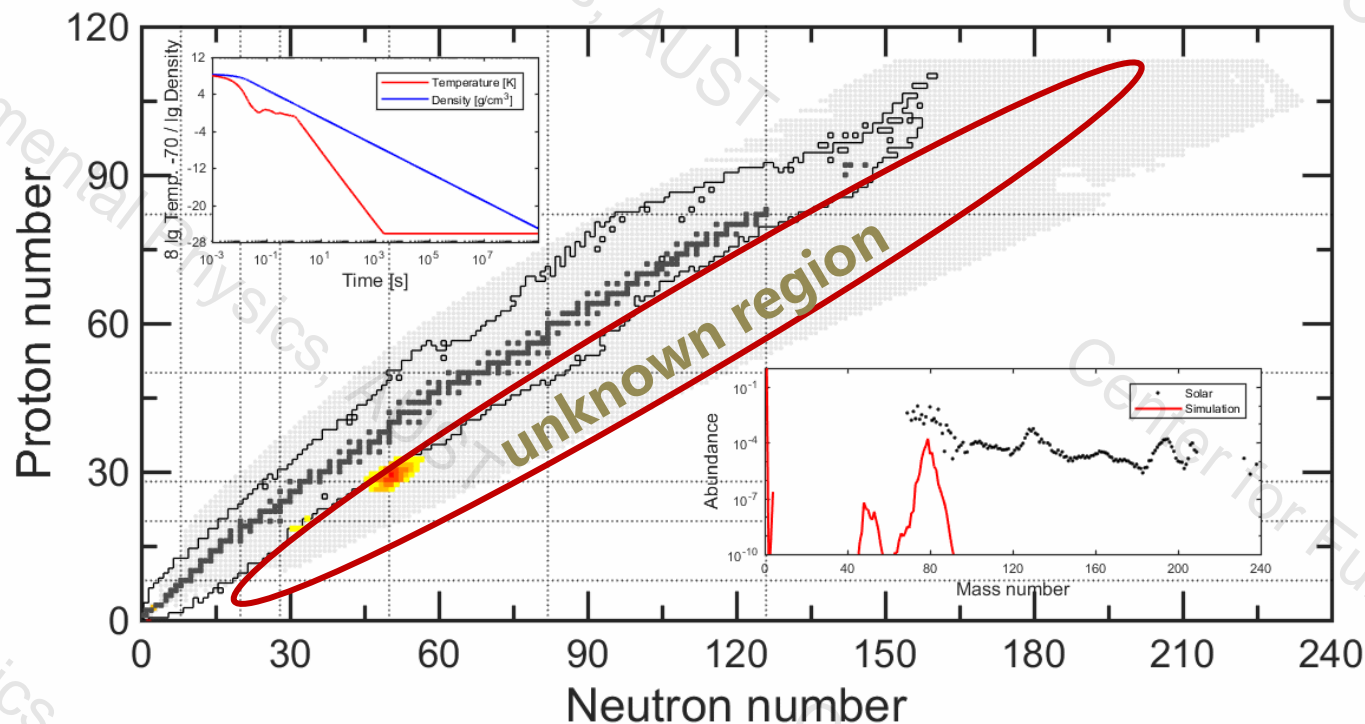 120
90
60
30
0
Proton number
0 30 60 90 120 150 180 210 240
Neutron number
unknown region
12
4
-4
-12
-20
-28
8 lg Temp. -70 / lg Density
10-3 10-1 101 103 105 107
Time [s]
Temperature [K]
Density [g/cm3]
10-1
10-4
10-7
10-10
Abundance
40 80 120 160 200 240
Mass number
Solar
Simulation
mental Physics, AUST
s, AUST
Center for Fu
ics